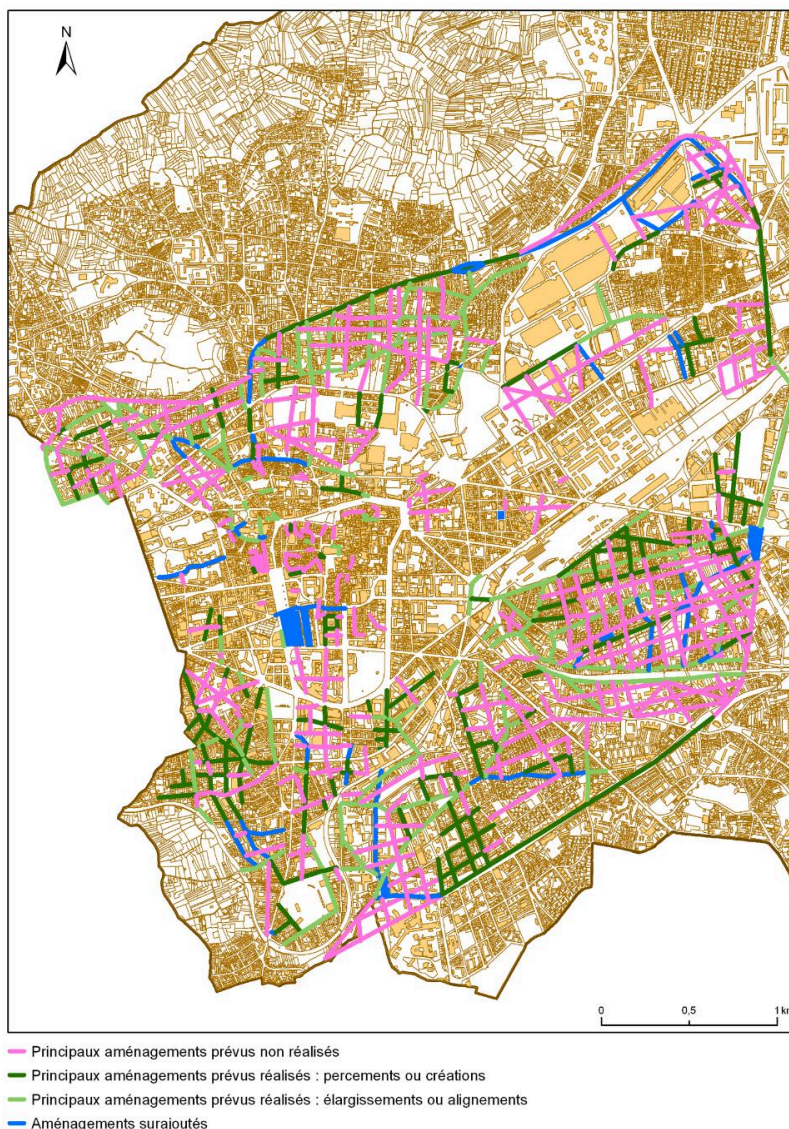 N
0 0,5 1 km
Principaux aménagements prévus non réalisés
Principaux aménagements prévus réalisés : percements ou créations
Principaux aménagements prévus réalisés : élargissements ou alignements
Aménagements surajoutés